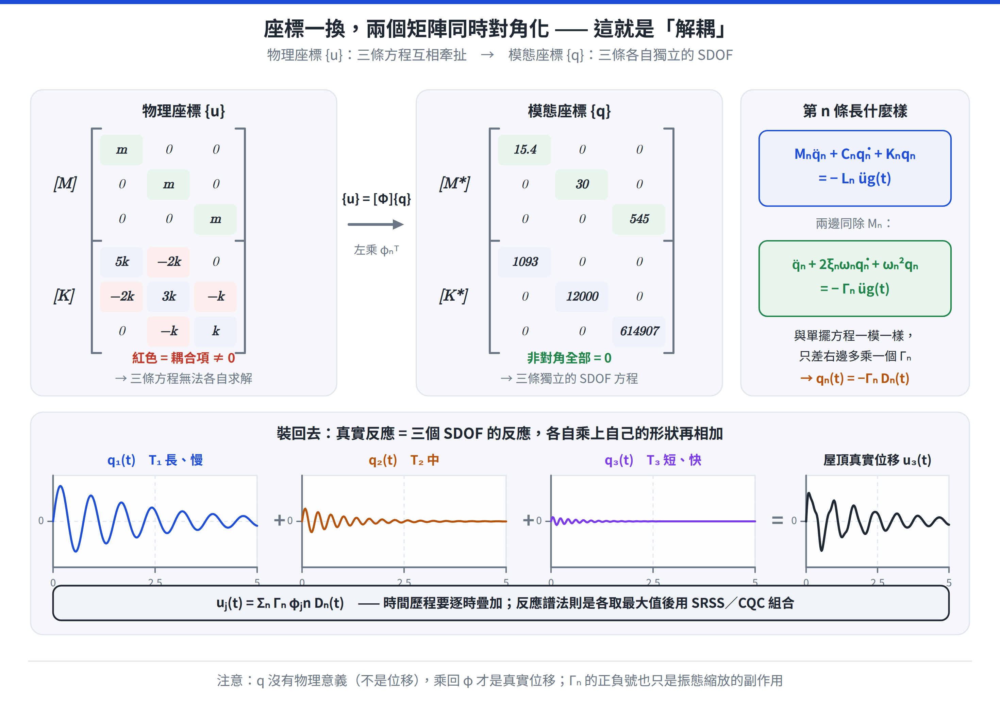 座標一換，兩個矩陣同時對角化 —— 這就是「解耦」
物理座標 {u}：三條方程互相牽扯　→　模態座標 {q}：三條各自獨立的 SDOF
物理座標 {u}
[M]
m 0 0
0 m 0
0 0 m
[K]
5k −2k 0
−2k 3k −k
0 −k k
紅色 = 耦合項 ≠ 0
→ 三條方程無法各自求解
{u} = [Φ]{q}
左乘 φₙᵀ
模態座標 {q}
[M*]
15.4 0 0
0 30 0
0 0 545
[K*]
1093 0 0
0 12000 0
0 0 614907
非對角全部 = 0
→ 三條獨立的 SDOF 方程
第 n 條長什麼樣
Mₙq̈ₙ + Cₙqₙ̇ + Kₙqₙ
= − Lₙ üg(t)
兩邊同除 Mₙ：
q̈ₙ + 2ξₙωₙqₙ̇ + ωₙ²qₙ
= − Γₙ üg(t)
與單擺方程一模一樣，
只差右邊多乘一個 Γₙ
→ qₙ(t) = −Γₙ Dₙ(t)
裝回去：真實反應 = 三個 SDOF 的反應，各自乘上自己的形狀再相加
q₁(t)　T₁ 長、慢
0
0 2.5 5
+
q₂(t)　T₂ 中
0
0 2.5 5
+
q₃(t)　T₃ 短、快
0
0 2.5 5
=
屋頂真實位移 u₃(t)
0
0 2.5 5
uⱼ(t) = Σₙ Γₙ φⱼn Dₙ(t)　—— 時間歷程要逐時疊加；反應譜法則是各取最大值後用 SRSS／CQC 組合
注意：q 沒有物理意義（不是位移），乘回 φ 才是真實位移；Γₙ 的正負號也只是振態縮放的副作用